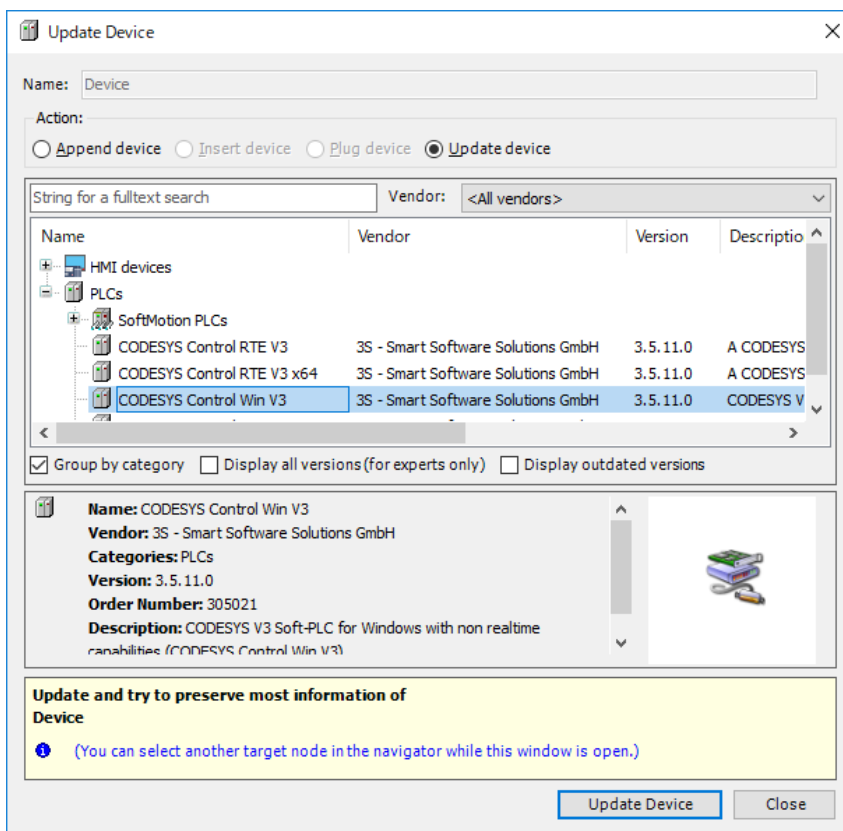 Update Device
Name: Device
Action:
Append device Insert device Plug device Update device
String for a fulltext search Vendor: <All vendors>
Name Vendor Version Descriptio
HMI devices
PLCs
SoftMotion PLCs
CODESYS Control RTE V3 3S - Smart Software Solutions GmbH 3.5.11.0 A CODESYS
CODESYS Control RTE V3 x64 3S - Smart Software Solutions GmbH 3.5.11.0 A CODESYS
CODESYS Control Win V3 3S - Smart Software Solutions GmbH 3.5.11.0 CODESYS V
Group by category Display all versions(for experts only) Display outdated versions
Name: CODESYS Control Win V3
Vendor: 3S - Smart Software Solutions GmbH
Categories: PLCs
Version: 3.5.11.0
Order Number: 305021
Description: CODESYS V3 Soft-PLC for Windows with non realtime
capabilities (CODESYS Control Win V3)
Update and try to preserve most information of
Device
(You can select another target node in the navigator while this window is open.)
Update Device Close